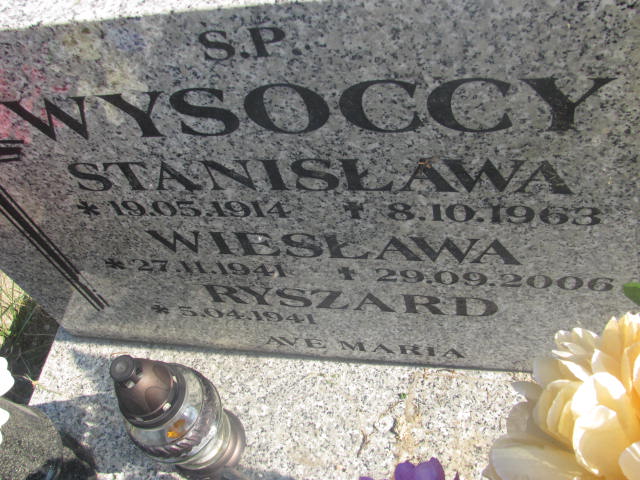 S.P.
WYSOCCY
STANISŁAWA
* 19.05.1914 ✝ 8.10.1963
WIESŁAWA
* 27.11.1941 ✝ 29.09.2006
RYSZARD
* 5.04.1941
AVE MARIA